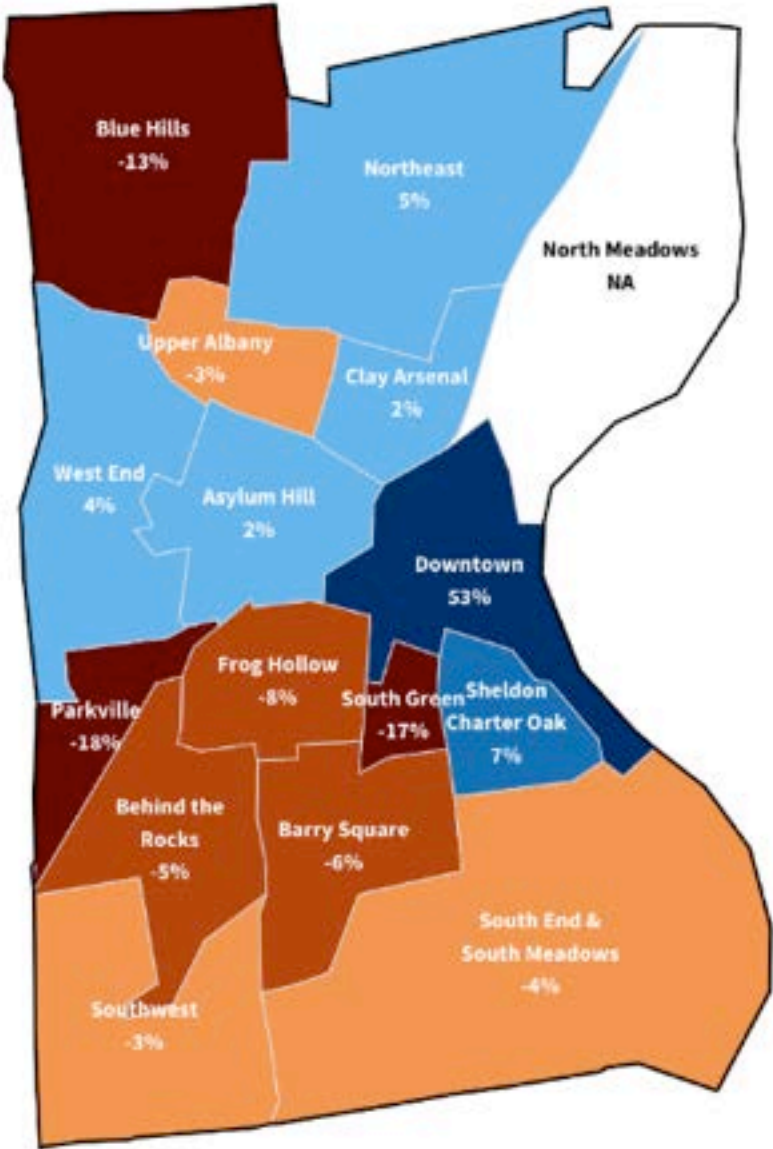 Blue Hills
-13%
Northeast
5%
North Meadows
NA
Upper Albany
-3%
Clay Arsenal
2%
West End
4%
Asylum Hill
2%
Downtown
53%
Frog Hollow
-8%
South Green
-17%
Sheldon
Charter Oak
7%
Parkville
-18%
Behind the
Rocks
-5%
Barry Square
-6%
South End &
South Meadows
-4%
Southwest
-3%